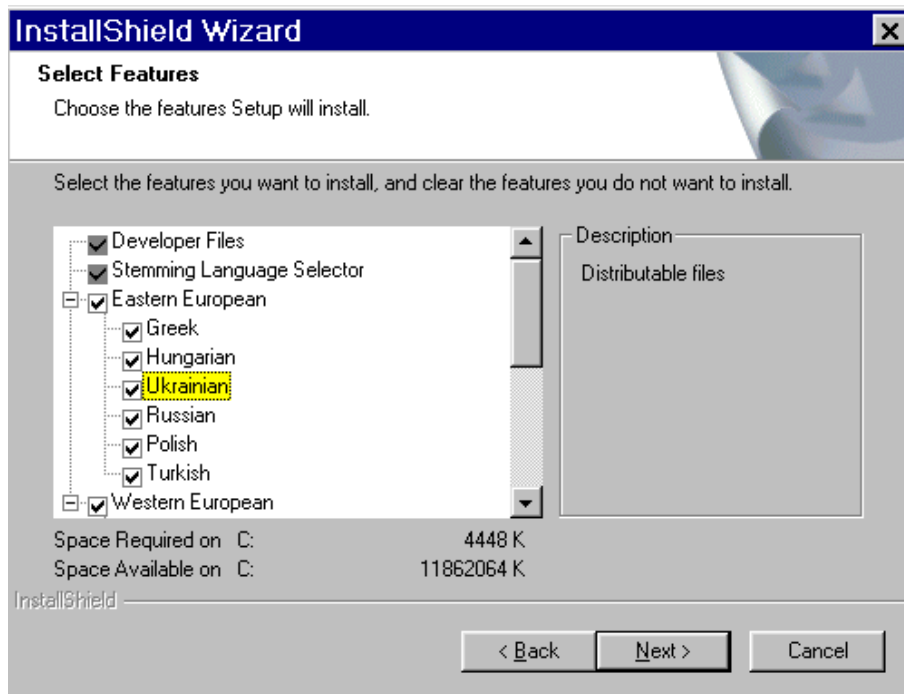 InstallShield Wizard
Select Features
Choose the features Setup will install.
Select the features you want to install, and clear the features you do not want to install.
Developer Files
Stemming Language Selector
Eastern European
Greek
Hungarian
Ukrainian
Russian
Polish
Turkish
Western European
Description
Distributable files
Space Required on C: 4448 K
Space Available on C: 11862064 K
InstallShield
< Back Next > Cancel